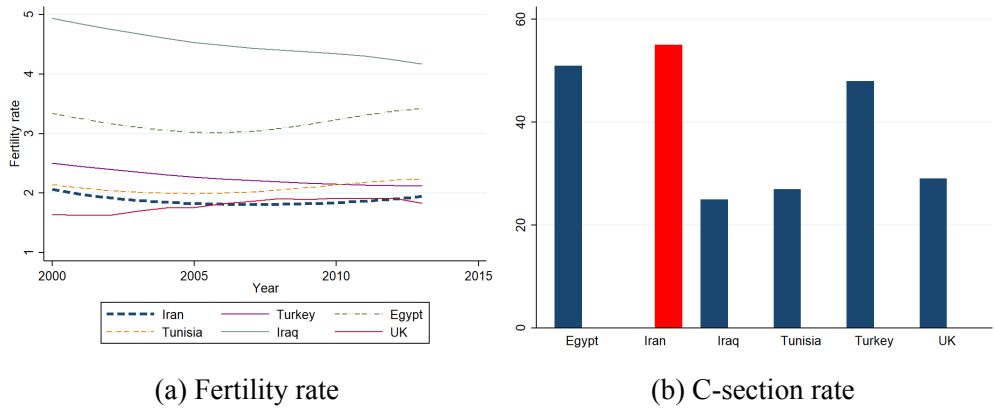 5
4
3
2
1
Fertility rate
2000 2005 2010 2015
Year
Iran Turkey Egypt
Tunisia Iraq UK
(a) Fertility rate
60
40
20
0
Egypt Iran Iraq Tunisia Turkey UK
(b) C-section rate